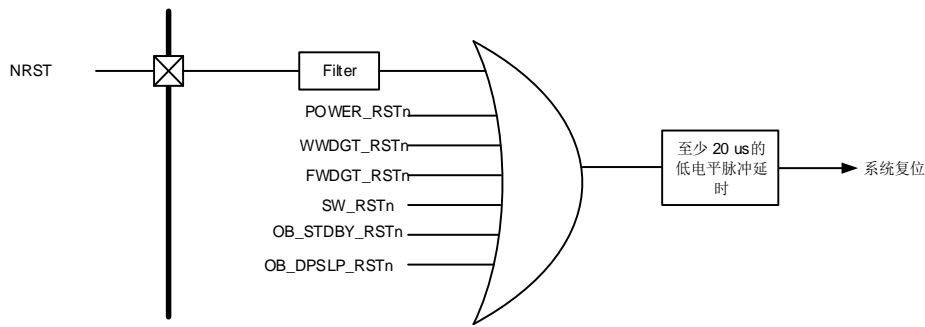 NRST
Filter
POWER_RSTn
WWDGT_RSTn
FWDGT_RSTn
SW_RSTn
OB_STDBY_RSTn
OB_DPSLP_RSTn
至少 20 us的
低电平脉冲延
时
系统复位